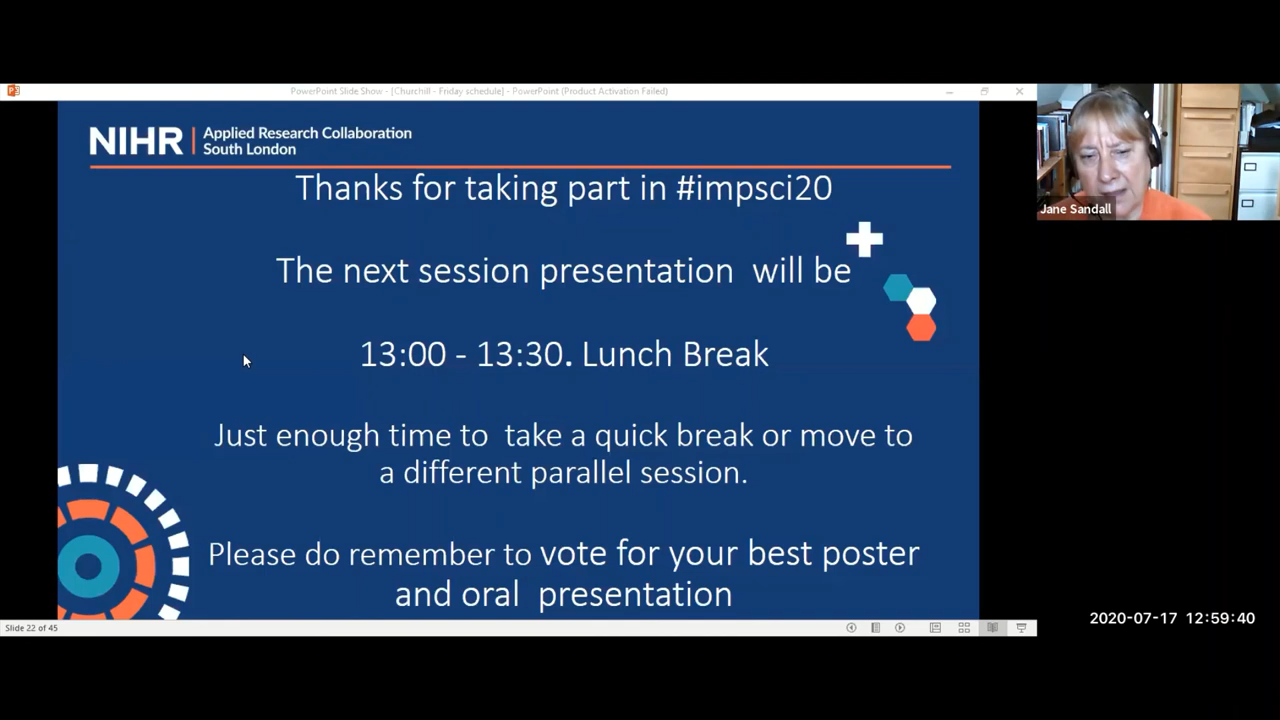 PowerPoint Slide Show - [Churchill - Friday schedule] - PowerPoint (Product Activation Failed)
NIHR | Applied Research Collaboration
South London
Thanks for taking part in #impsci20
The next session presentation will be
13:00 - 13:30. Lunch Break
Just enough time to take a quick break or move to
a different parallel session.
Please do remember to vote for your best poster
and oral presentation
Slide 22 of 45
Jane Sandall
2020-07-17 12:59:40